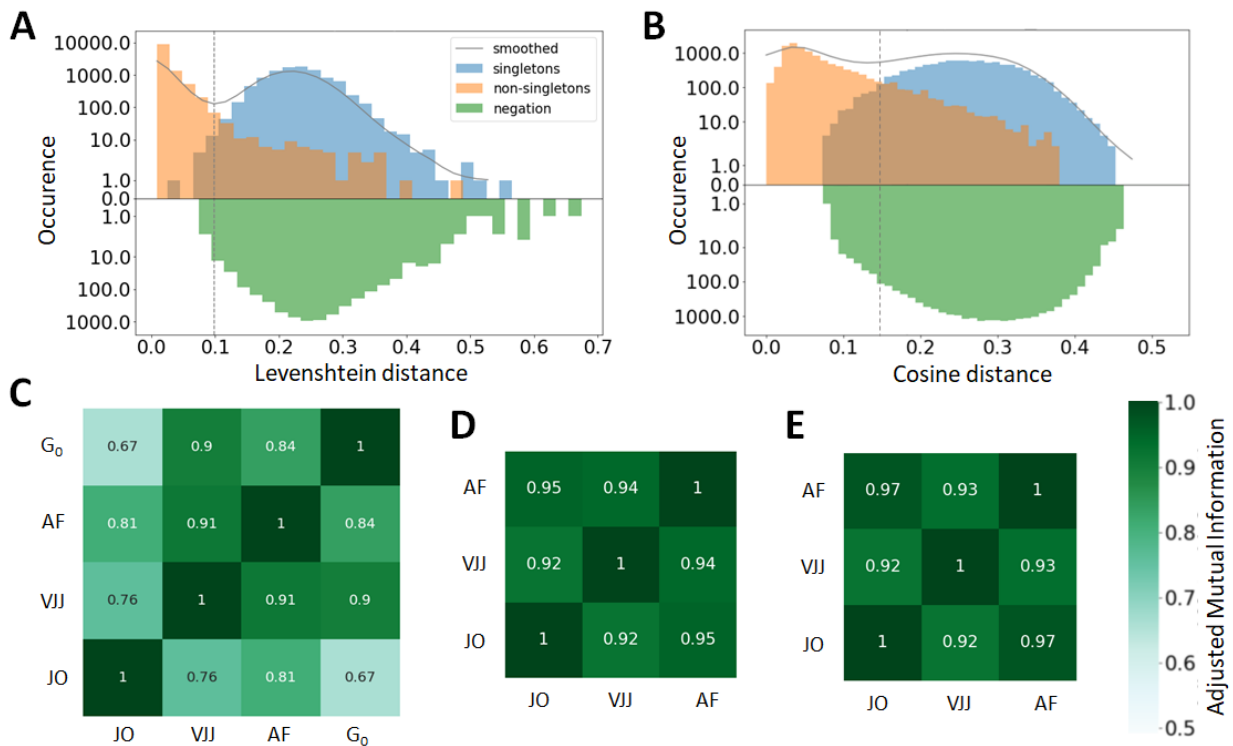 A
10000.0
1000.0
100.0
10.0
1.0
0.0
1.0
10.0
100.0
1000.0
Occurence
smoothed
singletons
non-singletons
negation
0.0 0.1 0.2 0.3 0.4 0.5 0.6 0.7
Levenshtein distance
B
1000.0
100.0
10.0
1.0
0.0
1.0
10.0
100.0
1000.0
Occurence
0.0 0.1 0.2 0.3 0.4 0.5
Cosine distance
C
G₀ 0.67 0.9 0.84 1
AF 0.81 0.91 1 0.84
VJJ 0.76 1 0.91 0.9
JO 1 0.76 0.81 0.67
JO VJJ AF G₀
D
AF 0.95 0.94 1
VJJ 0.92 1 0.94
JO 1 0.92 0.95
JO VJJ AF
E
AF 0.97 0.93 1
VJJ 0.92 1 0.93
JO 1 0.92 0.97
JO VJJ AF
1.0
0.9
0.8
0.7
0.6
0.5
Adjusted Mutual Information